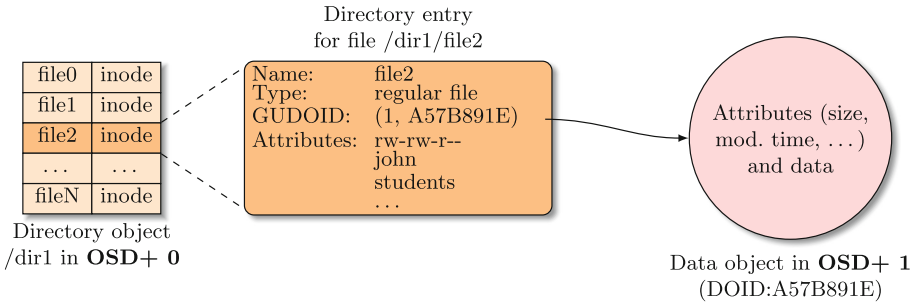 Directory entry
for file /dir1/file2
file0 inode
file1 inode
file2 inode
... ...
fileN inode
Directory object
/dir1 in OSD+ 0
Name: file2
Type: regular file
GUDOID: (1, A57B891E)
Attributes: rw-rw-r--
john
students
...
Attributes (size,
mod. time, ...)
and data
Data object in OSD+ 1
(DOID:A57B891E)